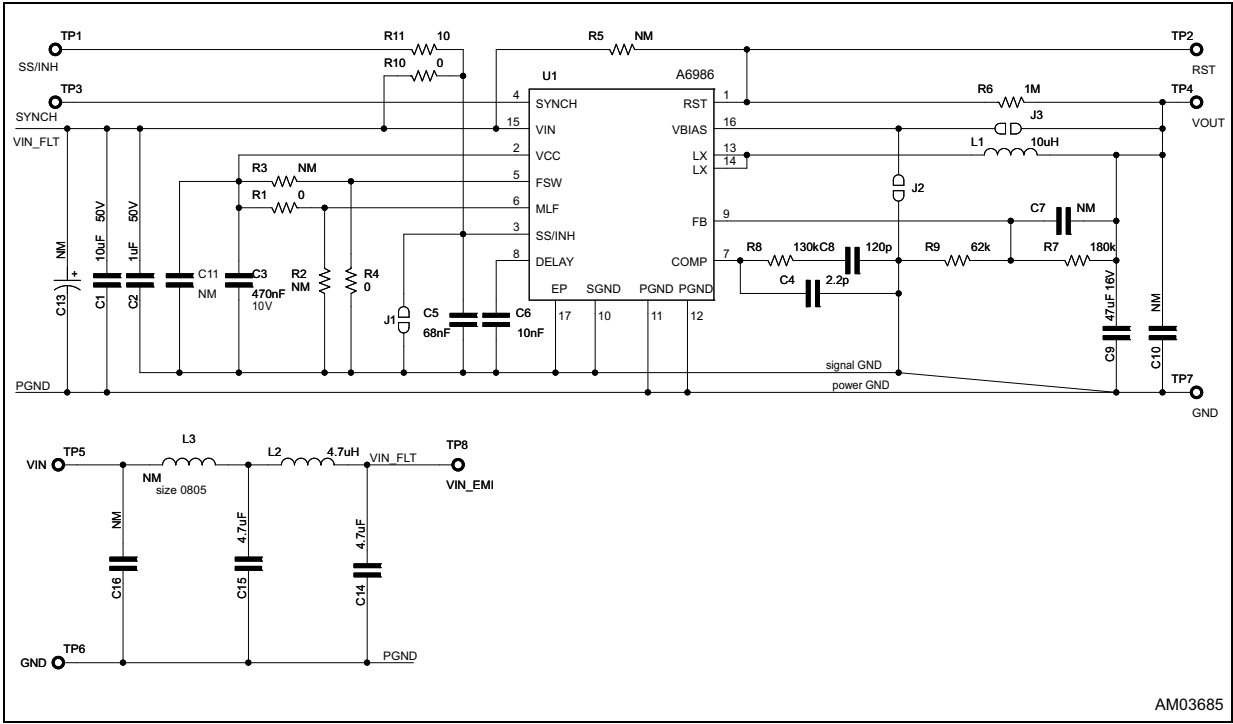 TP1
SS/INH
R11 10
R10 0
R5 NM
TP2
RST
U1
A6986
TP3
SYNCH
VIN_FLT
4 SYNCH
15 VIN
2 VCC
5 FSW
6 MLF
3 SS/INH
8 DELAY
RST 1
VBIAS 16
LX 13
LX 14
FB 9
COMP 7
EP SGND PGND PGND
17 10 11 12
R6 1M
TP4
VOUT
J3
L1 10uH
J2
C7 NM
R3 NM
R1 0
R8 130k
C8 120p
R9 62k
R7 180k
C4 2.2p
C13 NM
+
C1 10uF 50V
C2 1uF 50V
C11
NM
C3
470nF
10V
R2
NM
R4
0
J1
C5
68nF
C6
10nF
C9 47uF 16V
C10 NM
signal GND
PGND
power GND
TP7
GND
VIN
TP5
L3
NM
size 0805
L2 4.7uH
VIN_FLT
TP8
VIN_EMI
C16 NM
C15 4.7uF
C14 4.7uF
GND
TP6
PGND
AM03685